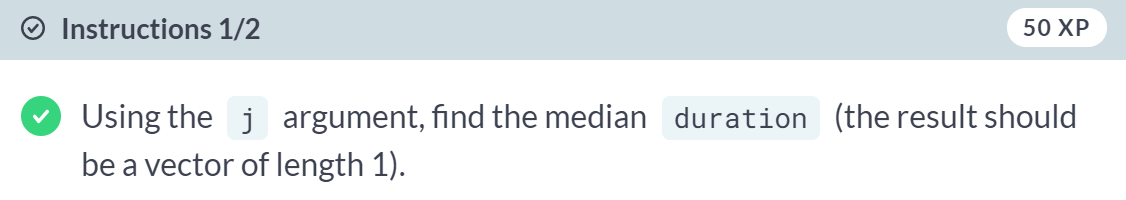 Instructions 1/2 50 XP
Using the j argument, find the median duration (the result should
be a vector of length 1).